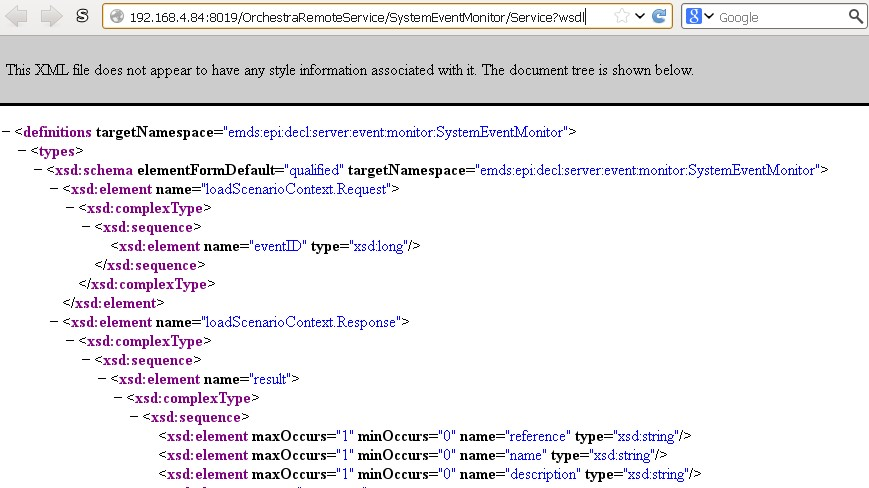 S 192.168.4.84:8019/OrchestraRemoteService/SystemEventMonitor/Service?wsdl 8 Google
This XML file does not appear to have any style information associated with it. The document tree is shown below.
− <definitions targetNamespace="emds:epi:decl:server:event:monitor:SystemEventMonitor">
− <types>
− <xsd:schema elementFormDefault="qualified" targetNamespace="emds:epi:decl:server:event:monitor:SystemEventMonitor">
− <xsd:element name="loadScenarioContext.Request">
− <xsd:complexType>
− <xsd:sequence>
<xsd:element name="eventID" type="xsd:long"/>
</xsd:sequence>
</xsd:complexType>
</xsd:element>
− <xsd:element name="loadScenarioContext.Response">
− <xsd:complexType>
− <xsd:sequence>
− <xsd:element name="result">
− <xsd:complexType>
− <xsd:sequence>
<xsd:element maxOccurs="1" minOccurs="0" name="reference" type="xsd:string"/>
<xsd:element maxOccurs="1" minOccurs="0" name="name" type="xsd:string"/>
<xsd:element maxOccurs="1" minOccurs="0" name="description" type="xsd:string"/>